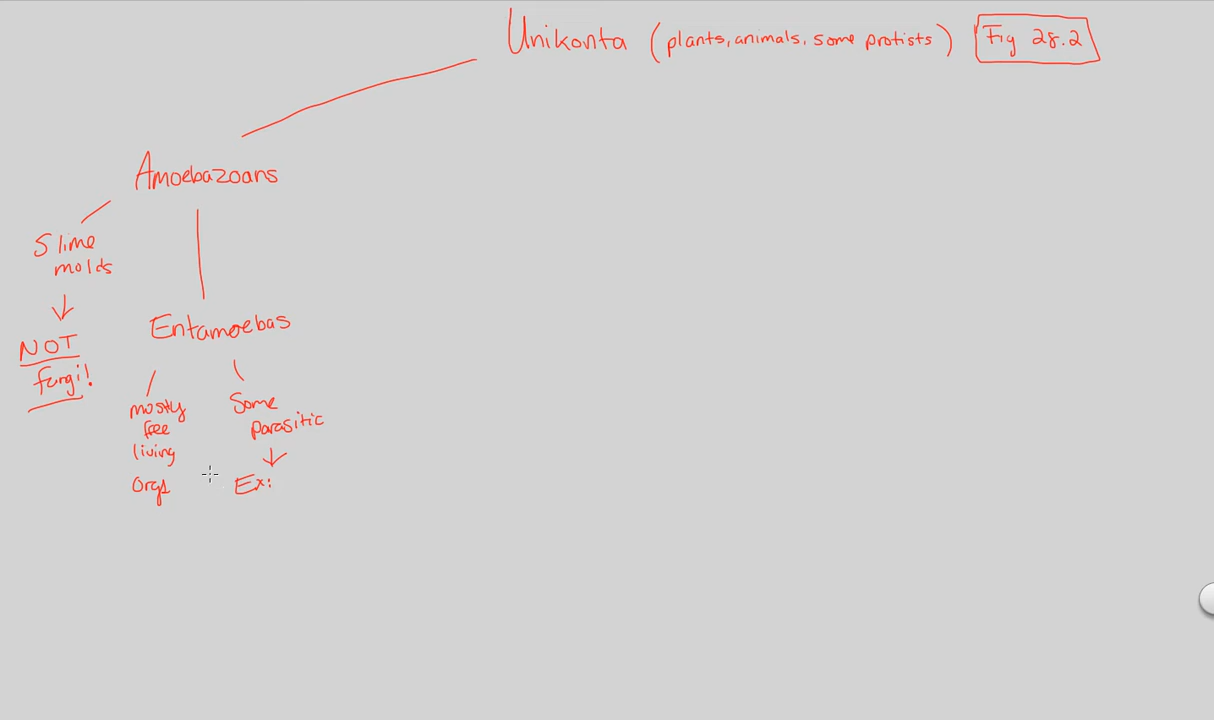 Unikonta (plants, animals, some protists) Fig 28.2
Amoebazoans
Slime
molds
NOT
fungi!
Entamoebas
mostly
free
living
orgs
Some
parasitic
Ex: